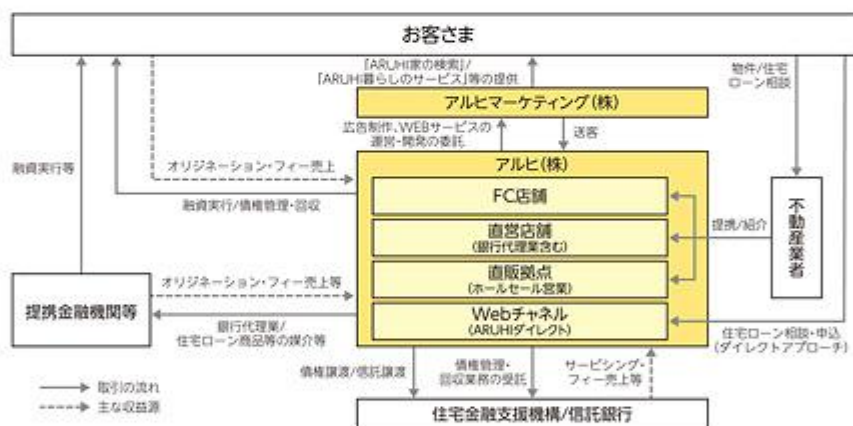 お客さま
『ARUHI家の検索』/
『ARUHI暮らしのサービス』等の提供
物件/住宅
ローン相談
アルヒマーケティング(株)
広告制作、WEBサービスの
運営・開発の委託
送客
融資実行等
オリジネーション・フィー売上
融資実行/債権管理・回収
アルヒ(株)
FC店舗
直営店舗
(銀行代理業含む)
直販拠点
(ホールセール営業)
Webチャネル
(ARUHIダイレクト)
提携/紹介
不動産業者
提携金融機関等
オリジネーション・フィー売上等
銀行代理業/
住宅ローン商品等の媒介等
住宅ローン相談・申込
(ダイレクトアプローチ)
債権譲渡/信託譲渡
債権管理・
回収業務の受託
サービシング・
フィー売上等
取引の流れ
主な収益源
住宅金融支援機構/信託銀行